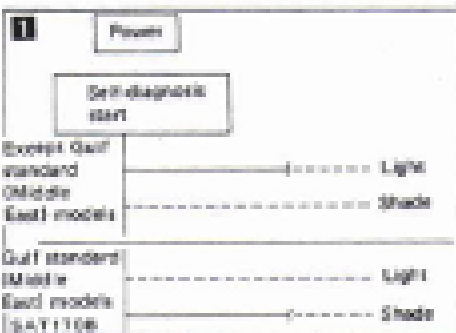 1
Power
Self-diagnosis
start
Except Gulf
standard
(Middle
East) models
Light
Shade
Gulf standard
(Middle
East) models
Light
Shade